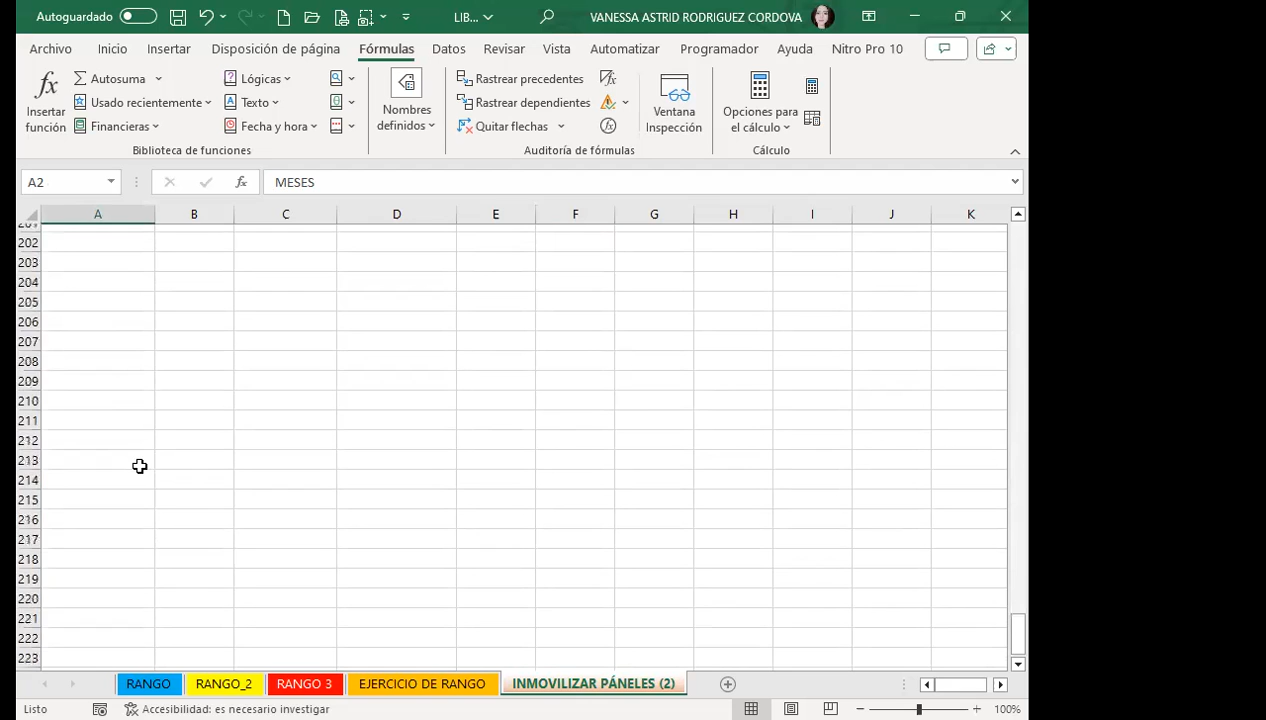 Autoguardado LIB... VANESSA ASTRID RODRIGUEZ CORDOVA
Archivo Inicio Insertar Disposición de página Fórmulas Datos Revisar Vista Automatizar Programador Ayuda Nitro Pro 10
fx Insertar función
Autosuma
Usado recientemente
Financieras
Lógicas
Texto
Fecha y hora
Biblioteca de funciones
Nombres definidos
Rastrear precedentes
Rastrear dependientes
Quitar flechas
Ventana Inspección
Auditoría de fórmulas
Opciones para el cálculo
Cálculo
A2 fx MESES
A B C D E F G H I J K
202
203
204
205
206
207
208
209
210
211
212
213
214
215
216
217
218
219
220
221
222
223
RANGO RANGO_2 RANGO 3 EJERCICIO DE RANGO INMOVILIZAR PÁNELES (2)
Listo Accesibilidad: es necesario investigar 100%